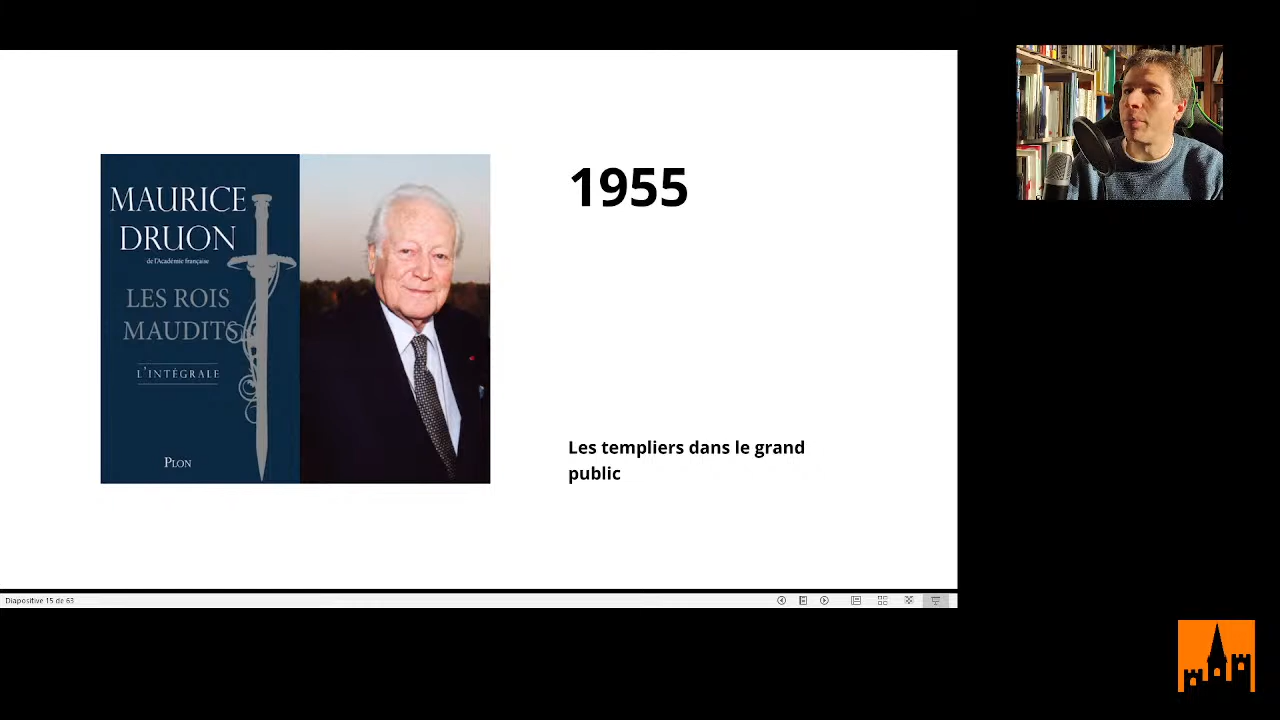 MAURICE
DRUON
de l'Académie française
LES ROIS
MAUDITS
L'INTÉGRALE
PLON
1955
Les templiers dans le grand
public
Diapositive 15 de 63